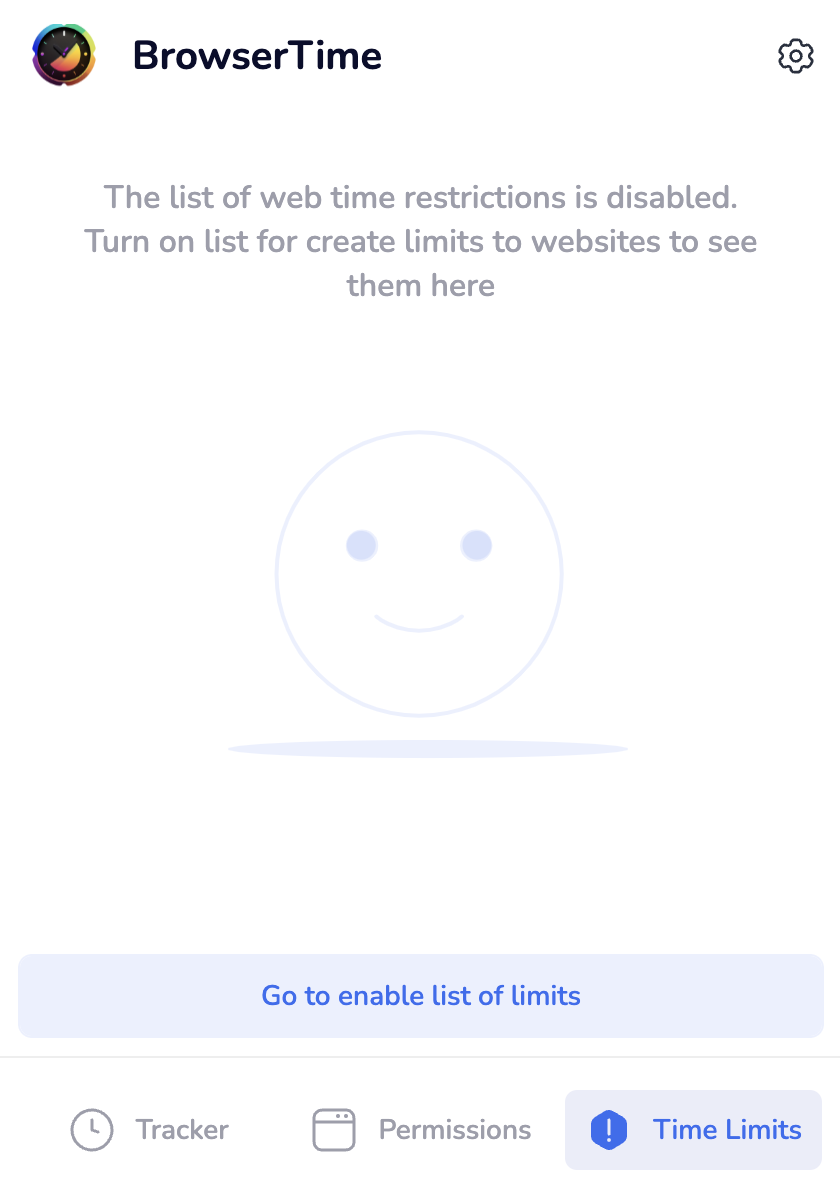 BrowserTime
The list of web time restrictions is disabled.
Turn on list for create limits to websites to see
them here
Go to enable list of limits
Tracker
Permissions
Time Limits